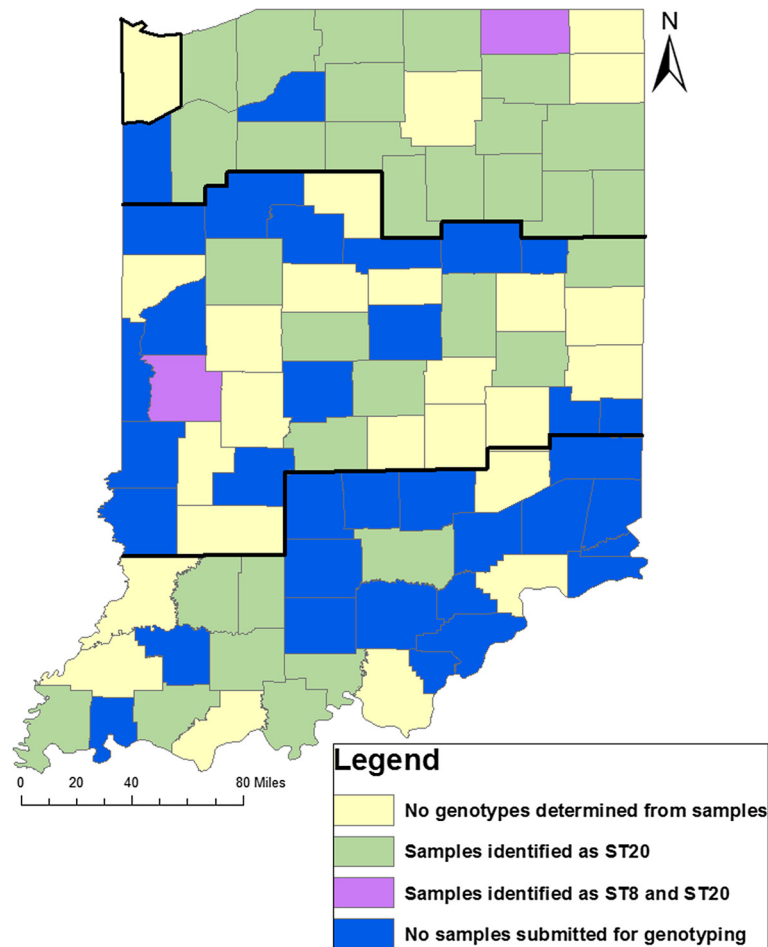 N
0 20 40 80 Miles
Legend
No genotypes determined from samples
Samples identified as ST20
Samples identified as ST8 and ST20
No samples submitted for genotyping